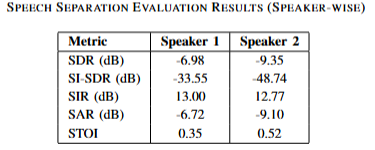 SPEECH SEPARATION EVALUATION RESULTS (SPEAKER-WISE)
Metric Speaker 1 Speaker 2
SDR (dB) -6.98 -9.35
SI-SDR (dB) -33.55 -48.74
SIR (dB) 13.00 12.77
SAR (dB) -6.72 -9.10
STOI 0.35 0.52